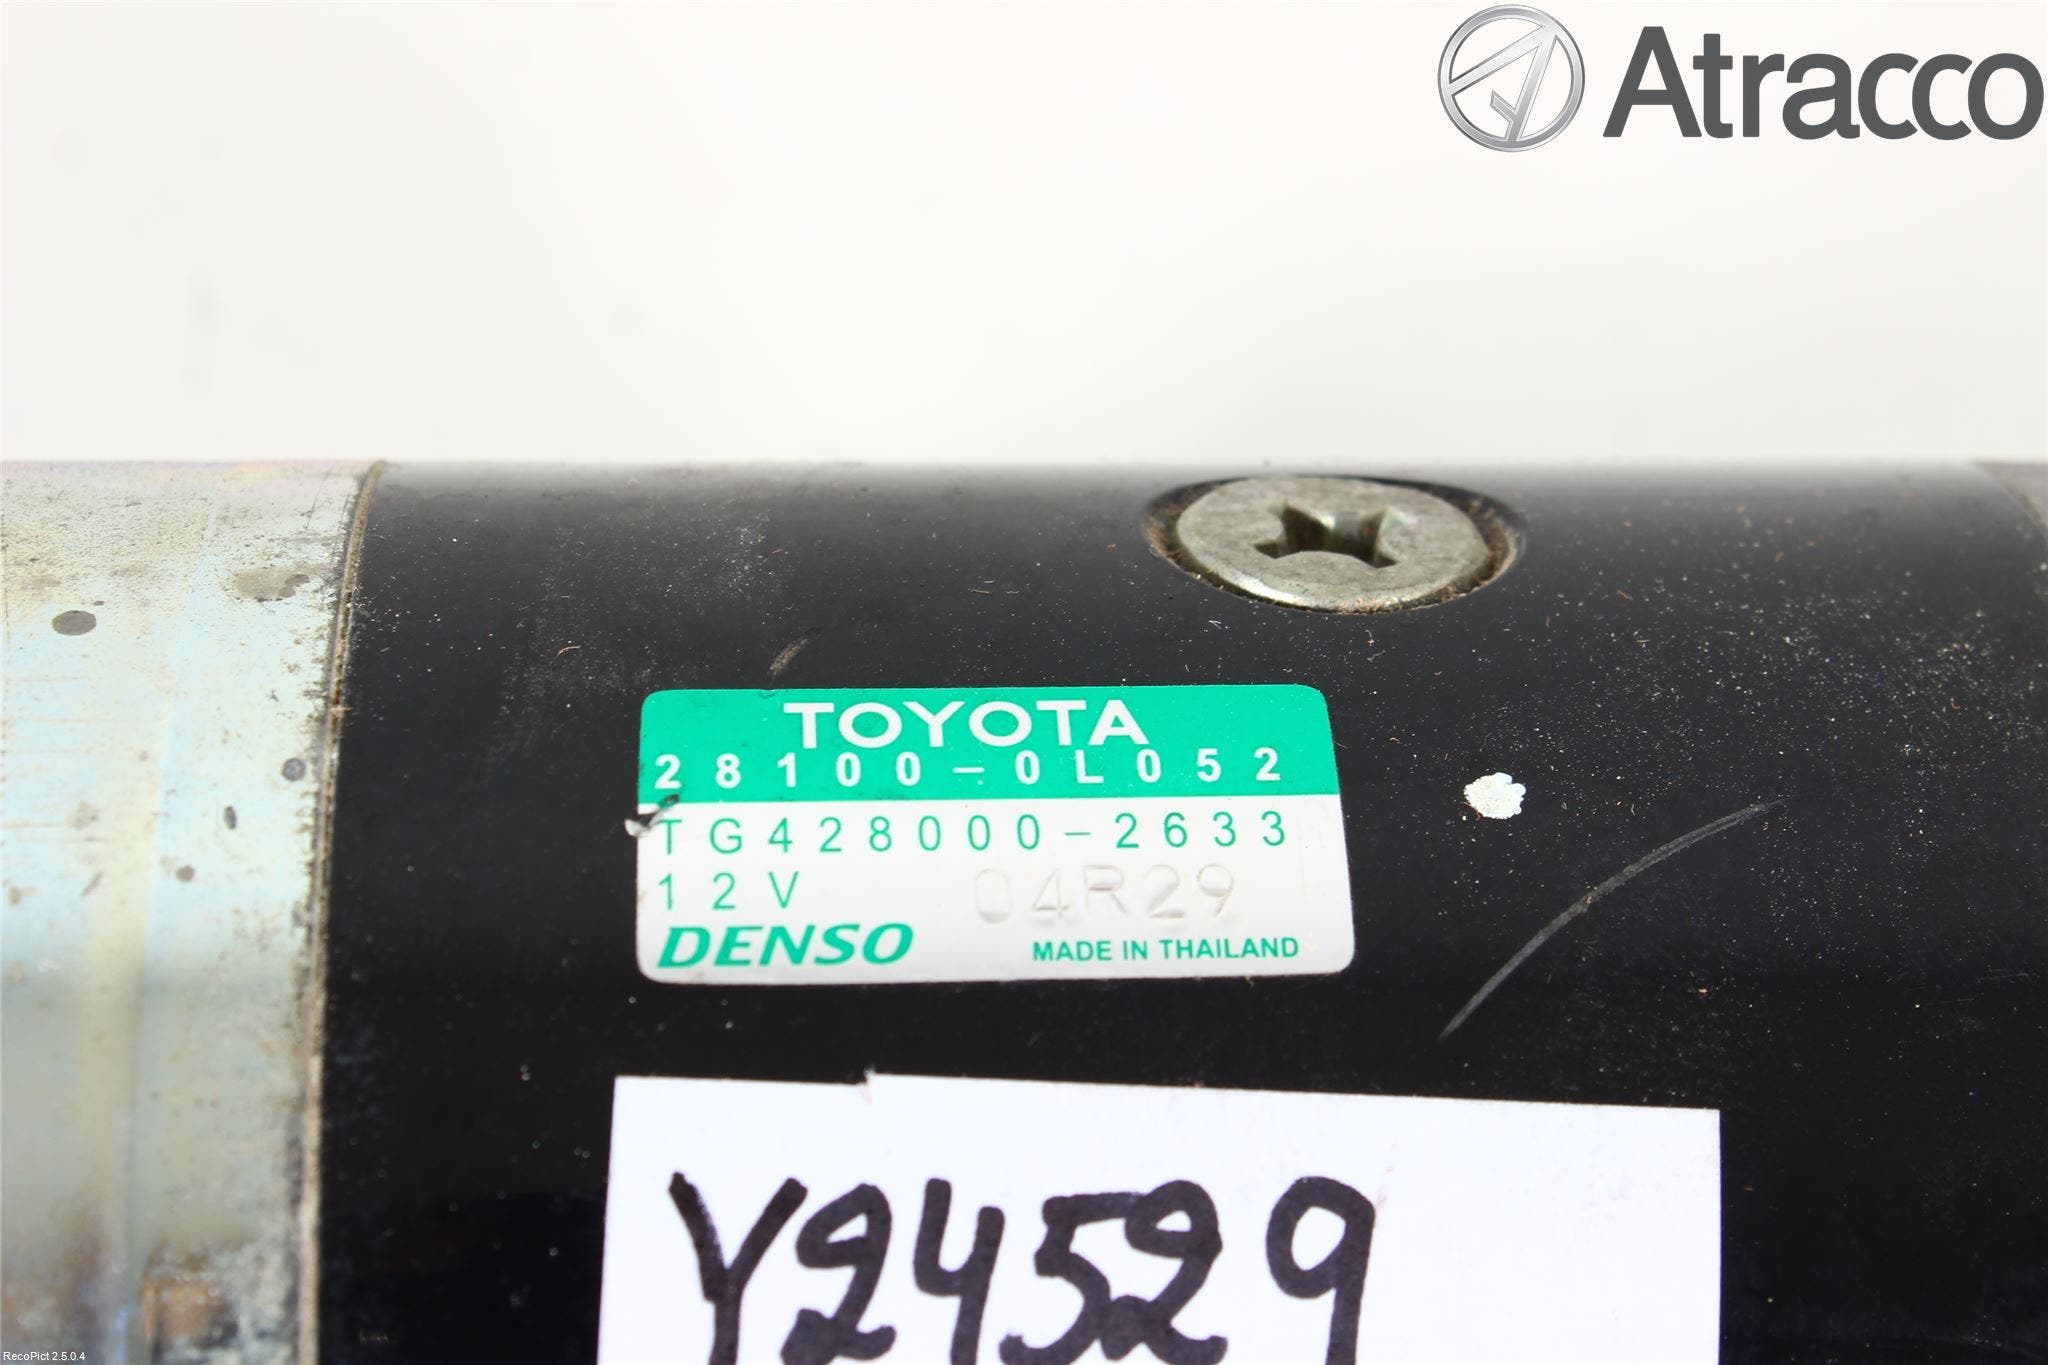 Atracco
TOYOTA
28100-0L052
TG428000-2633
12V 04R29
DENSO MADE IN THAILAND
Y24529
RecoPict 2.5.0.4